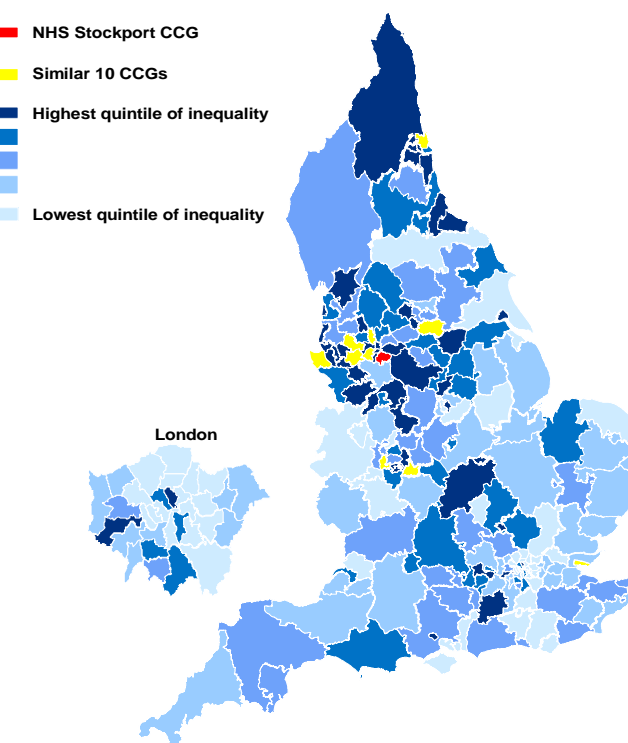 NHS Stockport CCG
Similar 10 CCGs
Highest quintile of inequality
Lowest quintile of inequality
London